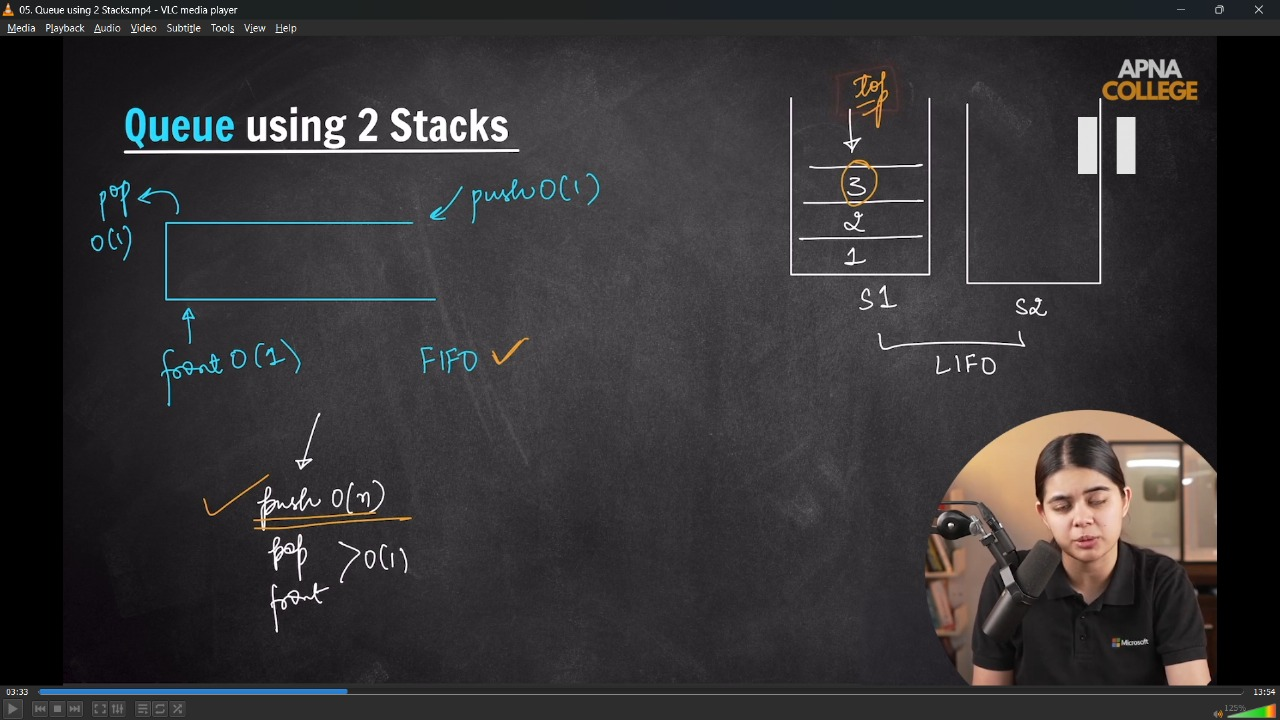 05. Queue using 2 Stacks.mp4 - VLC media player
Media Playback Audio Video Subtitle Tools View Help
APNA
COLLEGE
Queue using 2 Stacks
pop
O(1)
push O(1)
front O(1)
FIFO
push O(n)
pop
front
>O(1)
top
3
2
1
S1
S2
LIFO
Microsoft
03:33
13:54
125%